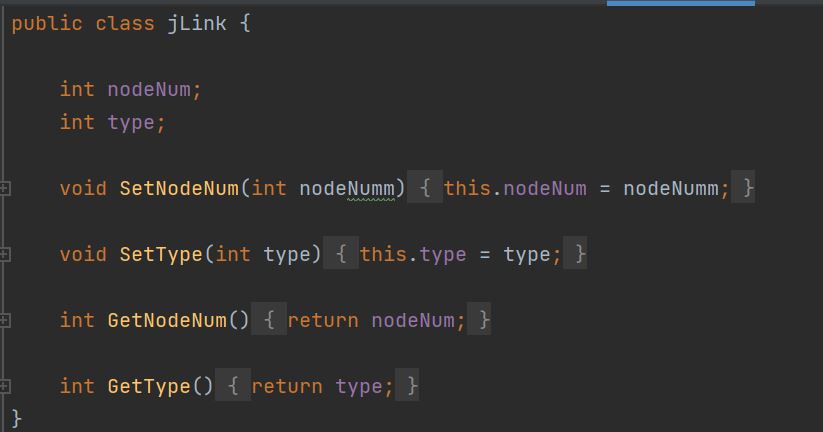 public class jLink {
int nodeNum;
int type;
void SetNodeNum(int nodeNumm) { this.nodeNum = nodeNumm; }
void SetType(int type) { this.type = type; }
int GetNodeNum() { return nodeNum; }
int GetType() { return type; }
}